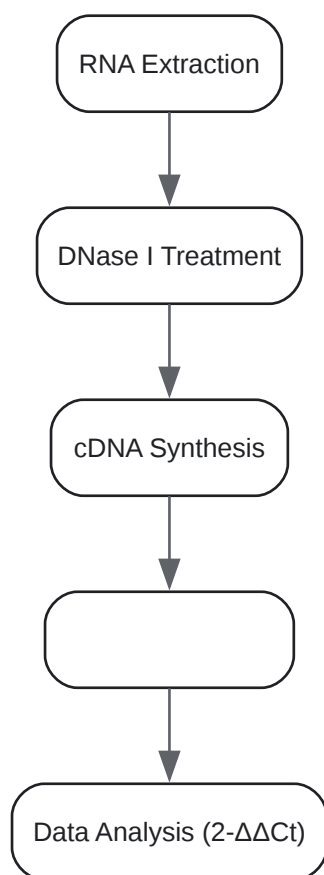 RNA Extraction
DNase I Treatment
cDNA Synthesis
Data Analysis (2-ΔΔCt)